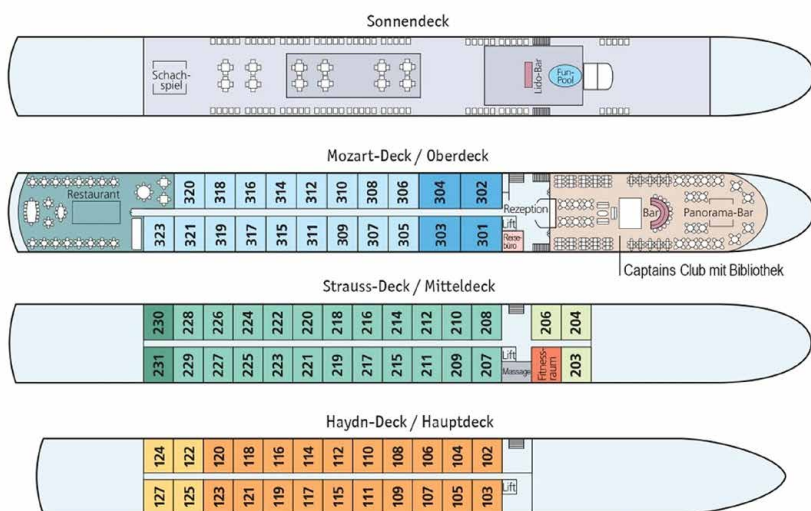 Sonnendeck
Schach-
spiel
Lido-Bar
Fun-
Pool
Mozart-Deck / Oberdeck
Restaurant
320 318 316 314 312 310 308 306 304 302
323 321 319 317 315 311 309 307 305 303 301
Rezeption
Lift
Reise-
büro
Bar
Panorama-Bar
Captains Club mit Bibliothek
Strauss-Deck / Mitteldeck
230 228 226 224 222 220 218 216 214 212 210 208 206 204
231 229 227 225 223 221 219 217 215 211 209 207
Lift
Massage
Fitness-
raum
203
Haydn-Deck / Hauptdeck
124 122 120 118 116 114 112 110 108 106 104 102
127 125 123 121 119 117 115 111 109 107 105 103
Lift